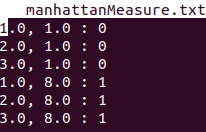 manhattanMeasure.txt
1.0, 1.0 : 0
2.0, 1.0 : 0
3.0, 1.0 : 0
1.0, 8.0 : 1
2.0, 8.0 : 1
3.0, 8.0 : 1